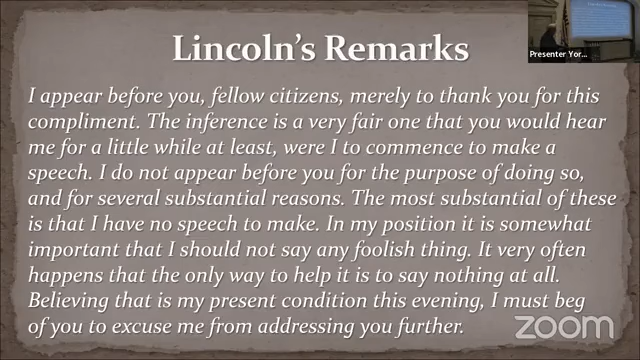 Lincoln's Remarks
Presenter Yor...
I appear before you, fellow citizens, merely to thank you for this
compliment. The inference is a very fair one that you would hear
me for a little while at least, were I to commence to make a
speech. I do not appear before you for the purpose of doing so,
and for several substantial reasons. The most substantial of these
is that I have no speech to make. In my position it is somewhat
important that I should not say any foolish thing. It very often
happens that the only way to help it is to say nothing at all.
Believing that is my present condition this evening, I must beg
of you to excuse me from addressing you further.
zoom